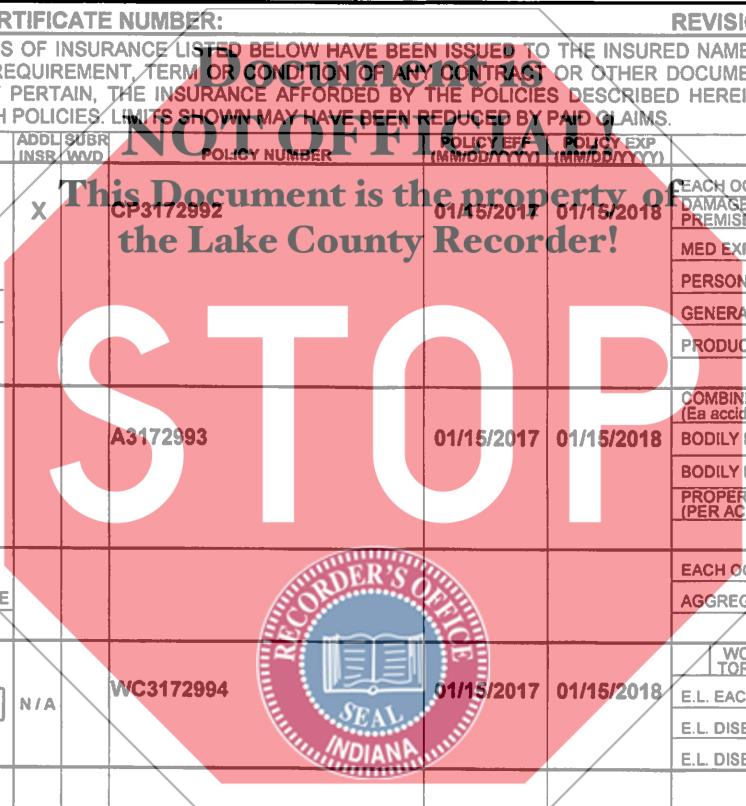 RTIFICATE NUMBER: REVISI
S OF INSURANCE LISTED BELOW HAVE BEEN ISSUED TO THE INSURED NAME
REQUIREMENT, TERM OR CONDITION OF ANY CONTRACT OR OTHER DOCUME
PERTAIN, THE INSURANCE AFFORDED BY THE POLICIES DESCRIBED HEREI
H POLICIES. LIMITS SHOWN MAY HAVE BEEN REDUCED BY PAID CLAIMS.
Document is
NOT OFFICIAL!
This Document is the property of
the Lake County Recorder!
ADDL SUBR
INSR WVD POLICY NUMBER POLICY EFF (MM/DD/YYYY) POLICY EXP (MM/DD/YYYY)
X CP3172992 01/15/2017 01/15/2018
EACH OC
DAMAGE
PREMISE
MED EXP
PERSON
GENERA
PRODUC
STOP
COMBINE
(Ea accid
A3172993 01/15/2017 01/15/2018 BODILY
BODILY
PROPER
(PER AC
EACH OC
E AGGREG
RECORDER'S OFFICE
SEAL
INDIANA
WC
TOR
N/A WC3172994 01/15/2017 01/15/2018 E.L. EAC
E.L. DISE
E.L. DISE